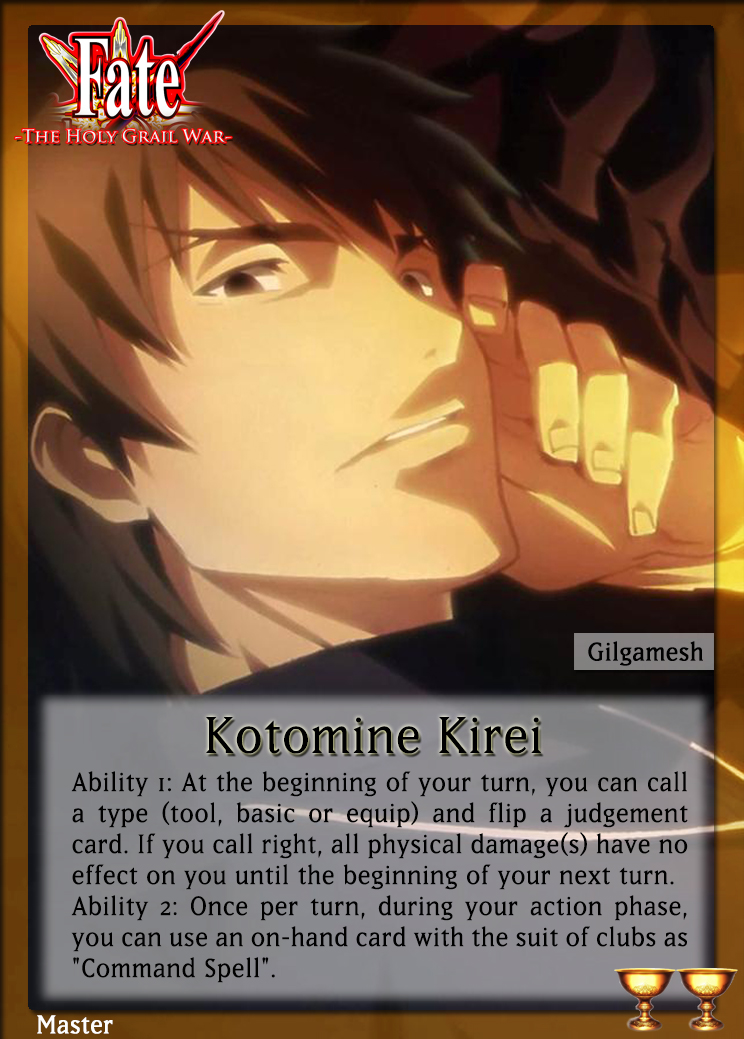 Fate
-THE HOLY GRAIL WAR-
Gilgamesh
Kotomine Kirei
Ability 1: At the beginning of your turn, you can call
a type (tool, basic or equip) and flip a judgement
card. If you call right, all physical damage(s) have no
effect on you until the beginning of your next turn.
Ability 2: Once per turn, during your action phase,
you can use an on-hand card with the suit of clubs as
"Command Spell".
Master